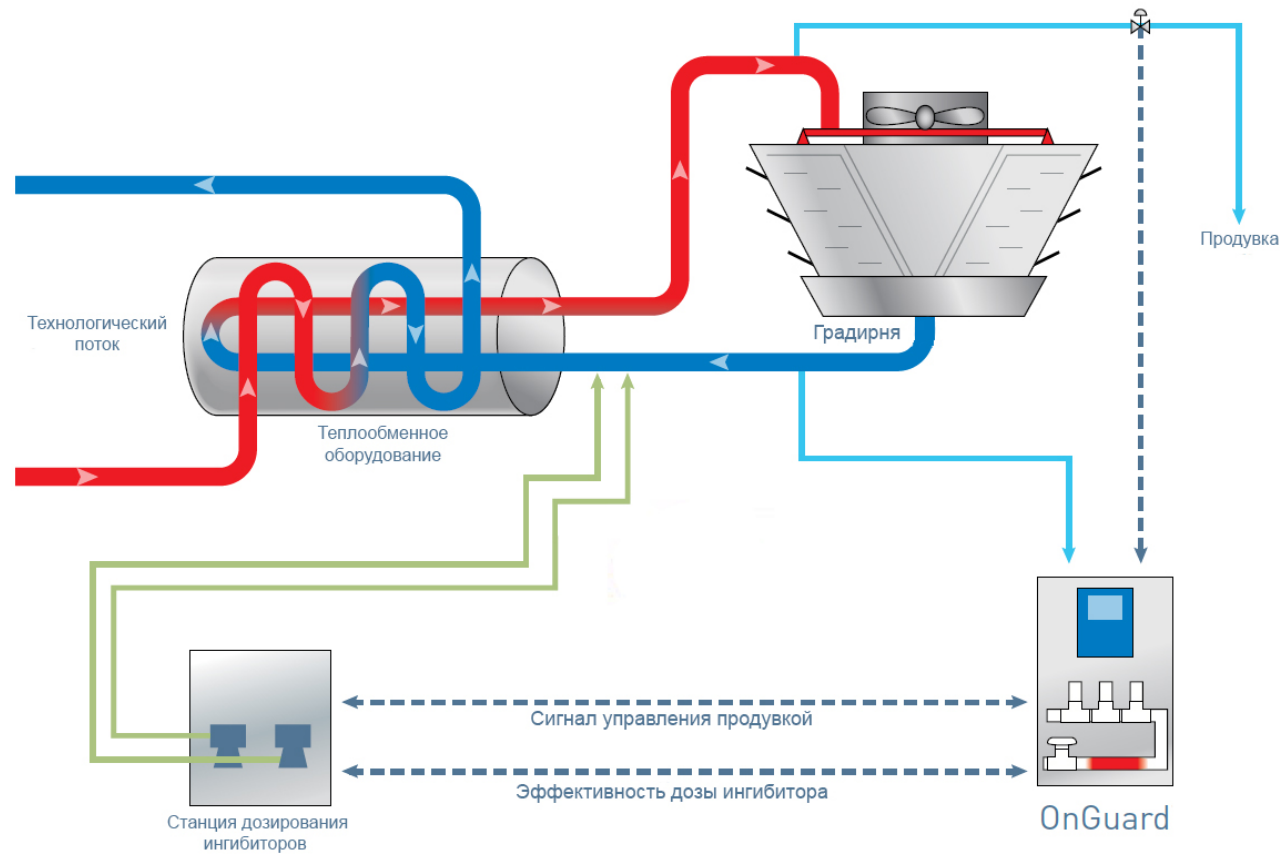 Продувка
Технологический
поток
Градирня
Теплообменное
оборудование
Сигнал управления продувкой
Эффективность дозы ингибитора
Станция дозирования
ингибиторов
OnGuard